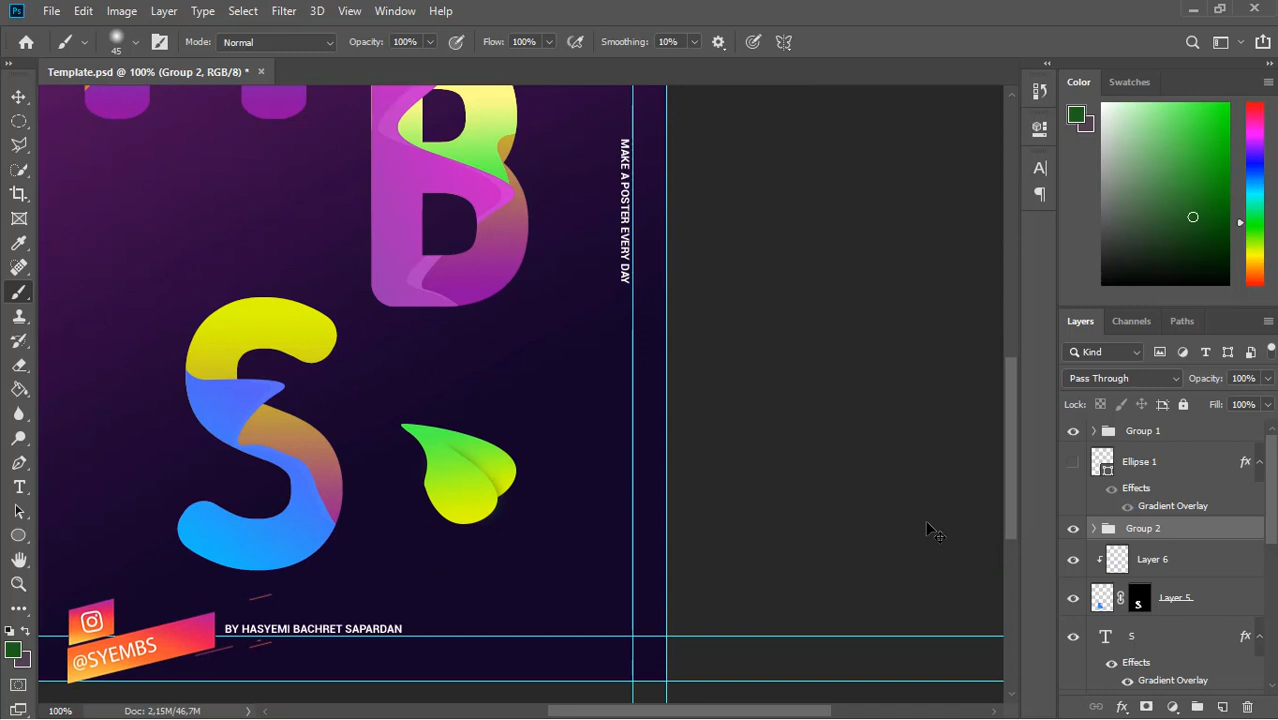 Ps File Edit Image Layer Type Select Filter 3D View Window Help
45 Mode: Normal Opacity: 100% Flow: 100% Smoothing: 10%
Template.psd @ 100% (Group 2, RGB/8) *
Color Swatches
B
MAKE A POSTER EVERY DAY
S
@SYEMBS
BY HASYEMI BACHRET SAPARDAN
Layers Channels Paths
Kind
Pass Through Opacity: 100%
Lock: Fill: 100%
Group 1
Ellipse 1 fx
Effects
Gradient Overlay
Group 2
Layer 6
Layer 5
T S fx
Effects
Gradient Overlay
100% Doc: 2,15M/46,7M